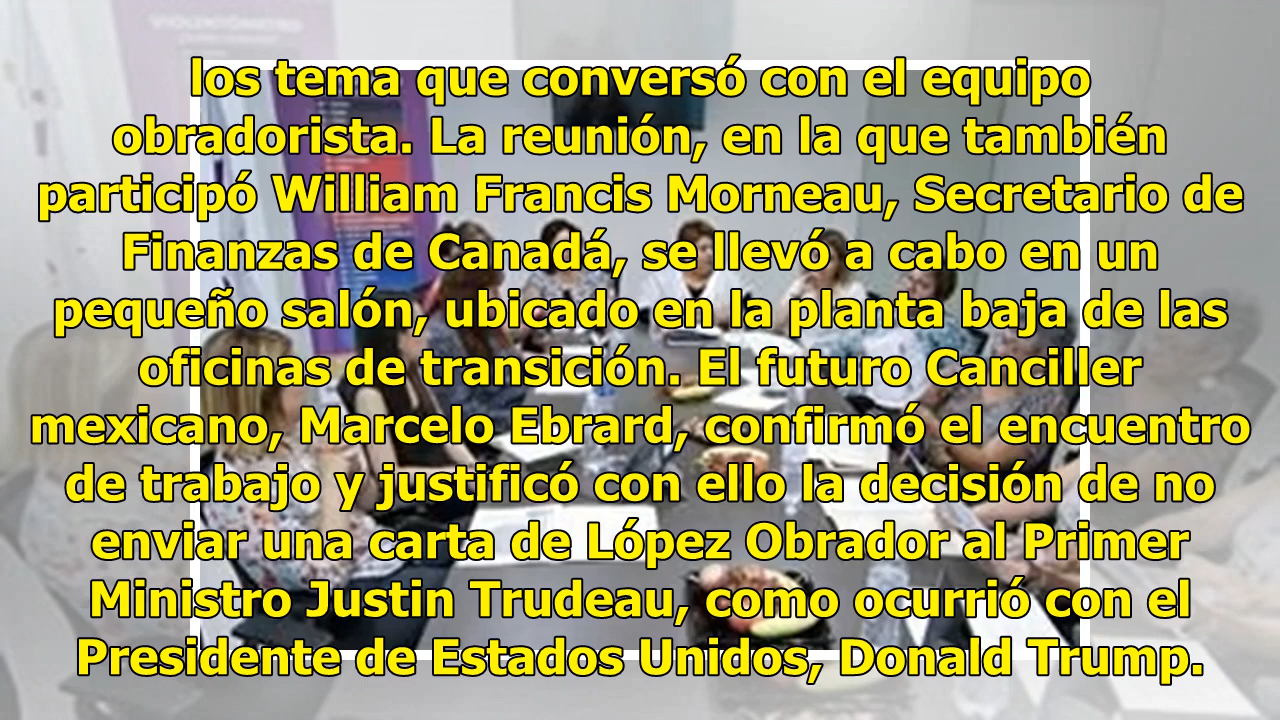 VIOLENTÓMETRO
los tema que conversó con el equipo
obradorista. La reunión, en la que también
participó William Francis Morneau, Secretario de
Finanzas de Canadá, se llevó a cabo en un
pequeño salón, ubicado en la planta baja de las
oficinas de transición. El futuro Canciller
mexicano, Marcelo Ebrard, confirmó el encuentro
de trabajo y justificó con ello la decisión de no
enviar una carta de López Obrador al Primer
Ministro Justin Trudeau, como ocurrió con el
Presidente de Estados Unidos, Donald Trump.